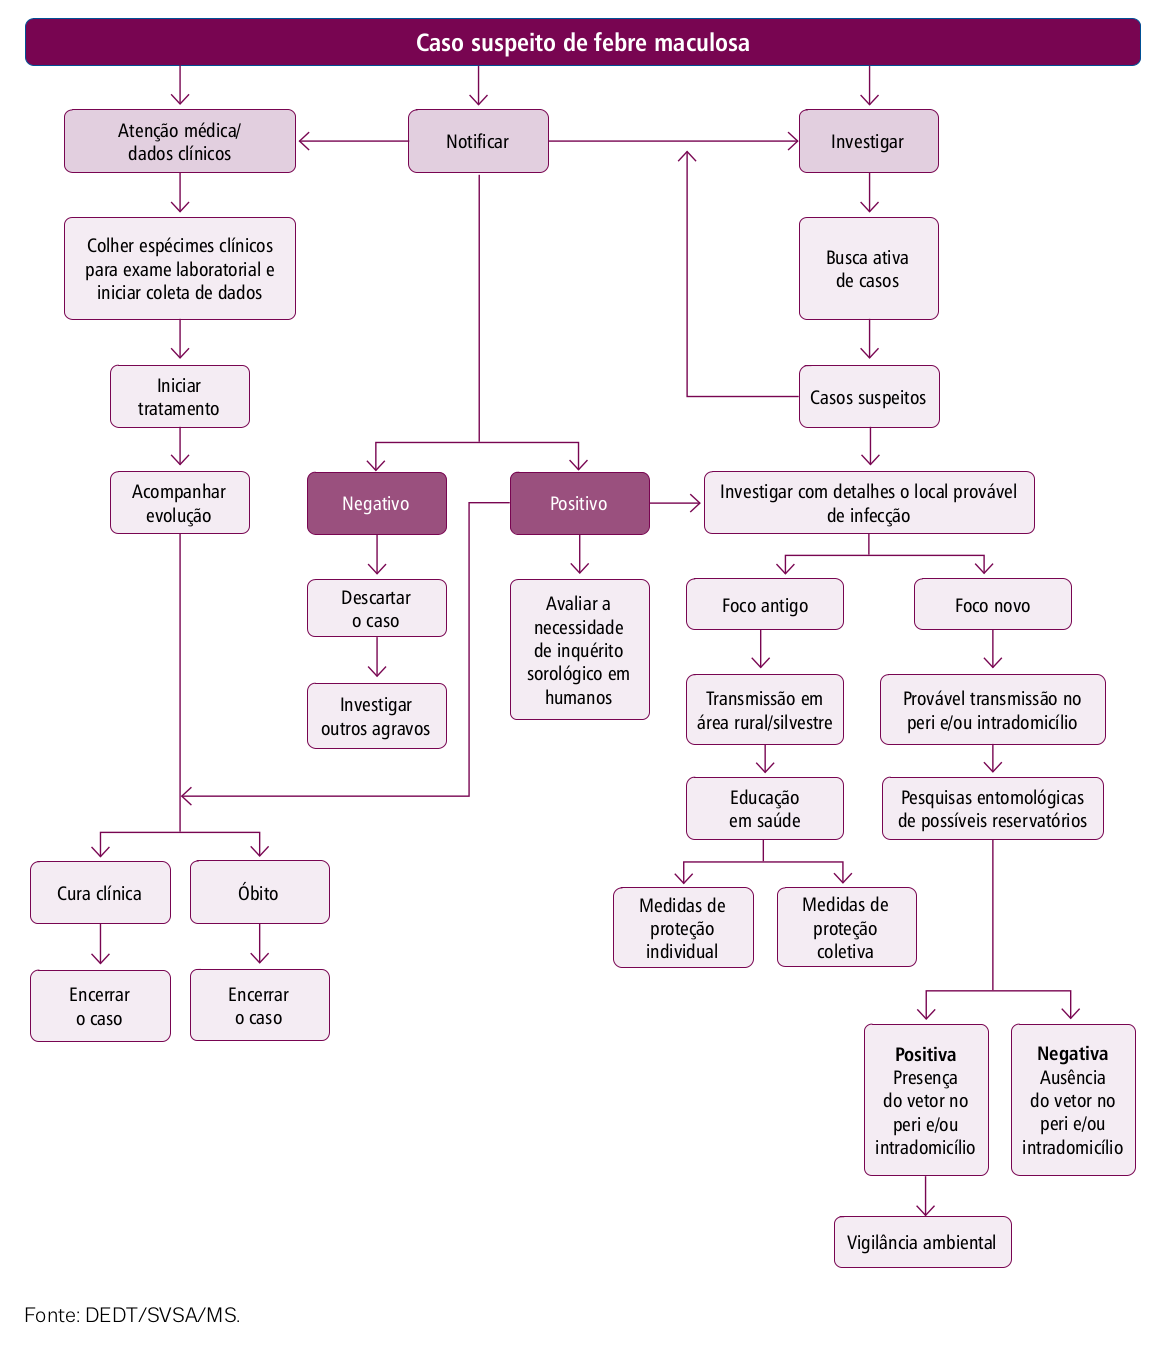 Caso suspeito de febre maculosa
Atenção médica/
dados clínicos
Notificar
Investigar
Colher espécimes clínicos
para exame laboratorial e
iniciar coleta de dados
Busca ativa
de casos
Iniciar
tratamento
Casos suspeitos
Acompanhar
evolução
Negativo
Positivo
Investigar com detalhes o local provável
de infecção
Descartar
o caso
Avaliar a
necessidade
de inquérito
sorológico em
humanos
Foco antigo
Foco novo
Investigar
outros agravos
Transmissão em
área rural/silvestre
Provável transmissão no
peri e/ou intradomicílio
Educação
em saúde
Pesquisas entomológicas
de possíveis reservatórios
Cura clínica
Óbito
Medidas de
proteção
individual
Medidas de
proteção
coletiva
Encerrar
o caso
Encerrar
o caso
Positiva
Presença
do vetor no
peri e/ou
intradomicílio
Negativa
Ausência
do vetor no
peri e/ou
intradomicílio
Vigilância ambiental
Fonte: DEDT/SVSA/MS.